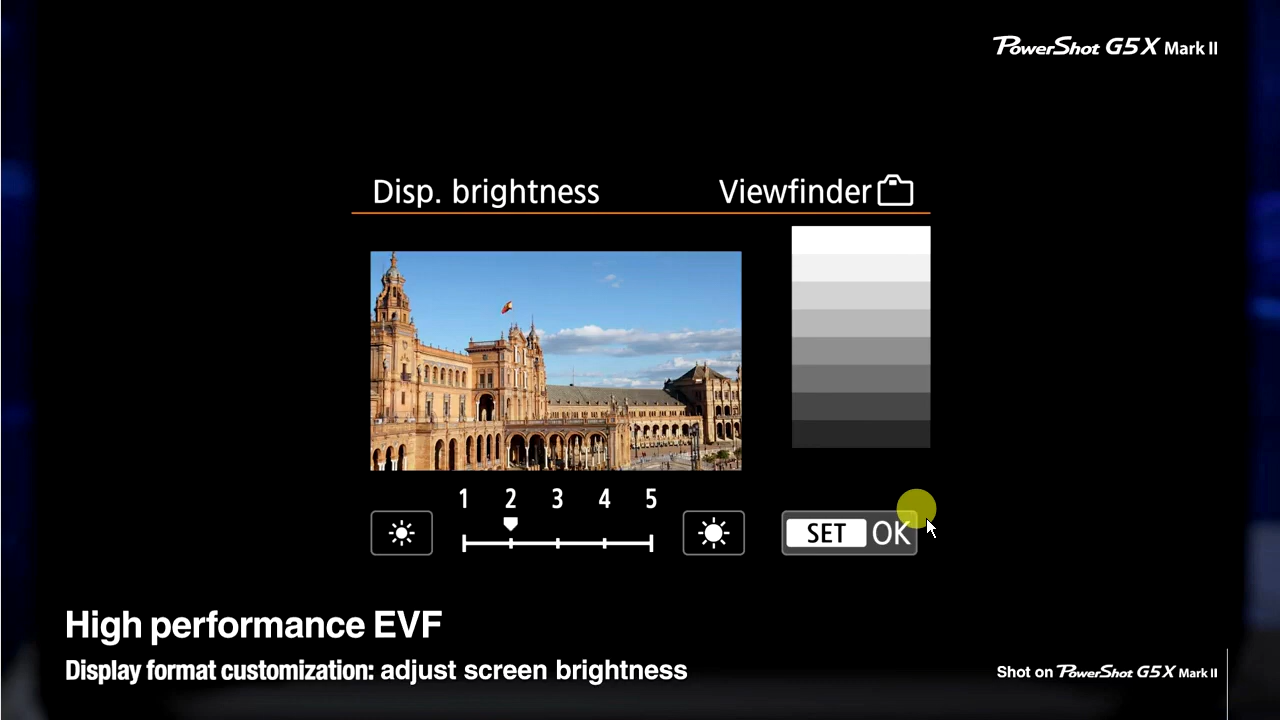 PowerShot G5X Mark II
Disp. brightness Viewfinder
1 2 3 4 5
SET OK
High performance EVF
Display format customization: adjust screen brightness
Shot on PowerShot G5X Mark II